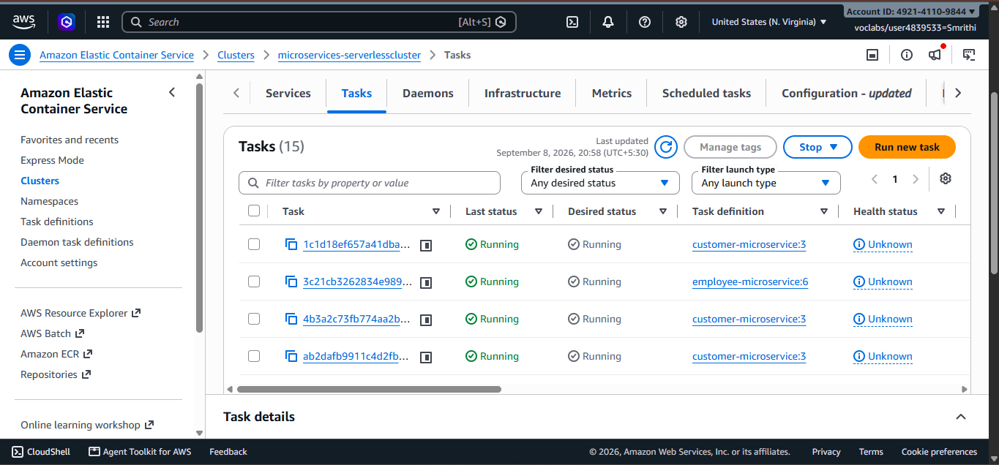 aws
Search
[Alt+S]
United States (N. Virginia)
Account ID: 4921-4110-9844
voclabs/user4839533=Smrithi
Amazon Elastic Container Service
Clusters
microservices-serverlesscluster
Tasks
Amazon Elastic
Container Service
Favorites and recents
Express Mode
Clusters
Namespaces
Task definitions
Daemon task definitions
Account settings
AWS Resource Explorer
AWS Batch
Amazon ECR
Repositories
Online learning workshop
Services
Tasks
Daemons
Infrastructure
Metrics
Scheduled tasks
Configuration - updated
Tasks (15)
Last updated
September 8, 2026, 20:58 (UTC+5:30)
Manage tags
Stop
Run new task
Filter tasks by property or value
Filter desired status
Any desired status
Filter launch type
Any launch type
1
Task Last status Desired status Task definition Health status
1c1d18ef657a41dba... Running Running customer-microservice:3 Unknown
3c21cb3262834e989... Running Running employee-microservice:6 Unknown
4b3a2c73fb774aa2b... Running Running customer-microservice:3 Unknown
ab2dafb9911c4d2fb... Running Running customer-microservice:3 Unknown
Task details
CloudShell
Agent Toolkit for AWS
Feedback
© 2026, Amazon Web Services, Inc. or its affiliates.
Privacy
Terms
Cookie preferences